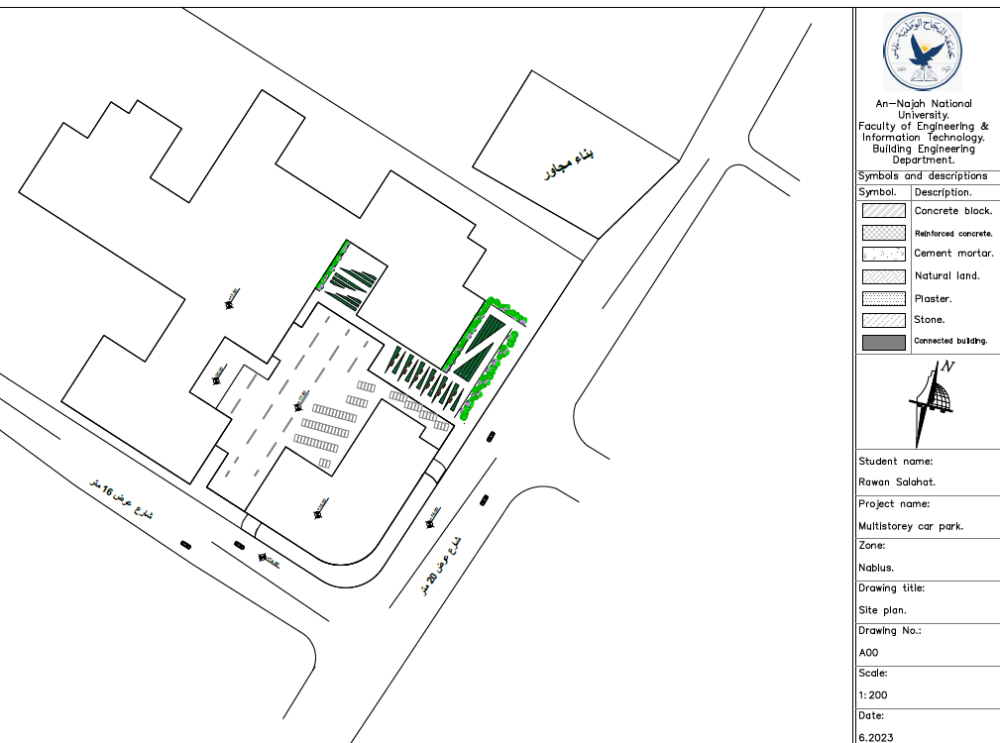 بناء مجاور
شارع عرض 16 متر
شارع عرض 20 متر
جامعة النجاح الوطنية
An-Najah National
University.
Faculty of Engineering &
Information Technology.
Building Engineering
Department.
Symbols and descriptions
Symbol. Description.
Concrete block.
Reinforced concrete.
Cement mortar.
Natural land.
Plaster.
Stone.
Connected building.
N
Student name:
Rawan Salahat.
Project name:
Multistorey car park.
Zone:
Nablus.
Drawing title:
Site plan.
Drawing No.:
A00
Scale:
1:200
Date:
6.2023